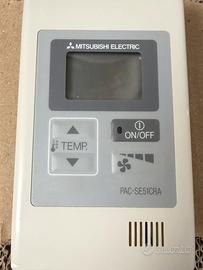 MITSUBISHI ELECTRIC
ON/OFF
TEMP.
PAC-SE51CRA